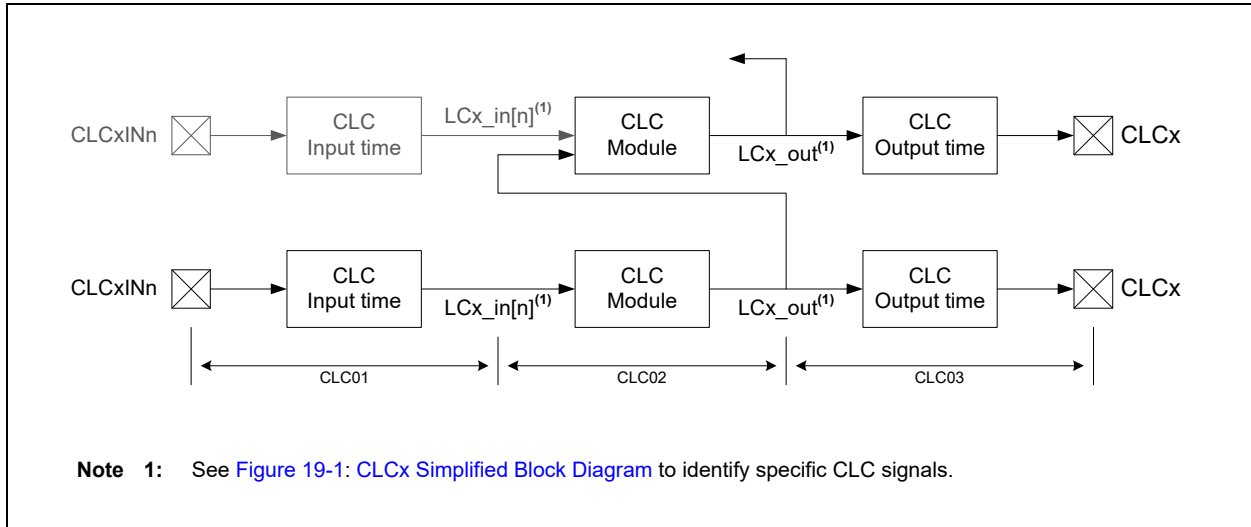 CLCxINn
CLC
Input time
LCx_in[n](1)
CLC
Module
LCx_out(1)
CLC
Output time
CLCx
CLCxINn
CLC
Input time
LCx_in[n](1)
CLC
Module
LCx_out(1)
CLC
Output time
CLCx
CLC01
CLC02
CLC03
Note 1: See Figure 19-1: CLCx Simplified Block Diagram to identify specific CLC signals.